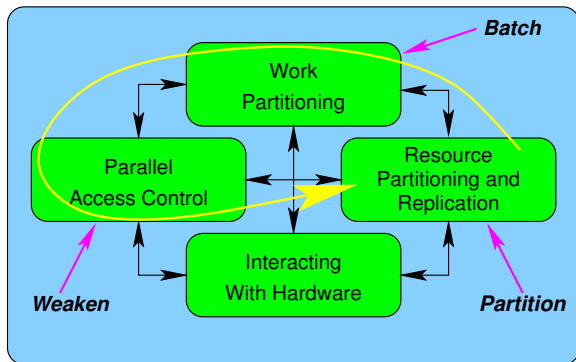 Batch
Work
Partitioning
Parallel
Access Control
Resource
Partitioning and
Replication
Interacting
With Hardware
Weaken
Partition